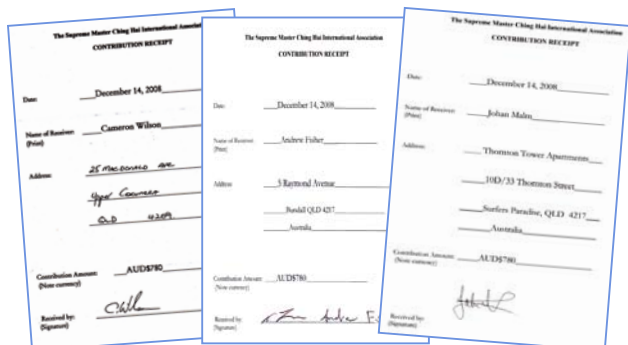 The Supreme Master Ching Hai International Association
CONTRIBUTION RECEIPT
Date: December 14, 2008
Name of Receiver: Cameron Wilson
(Print)
Address: 25 MACDONALD AVE
Upper Coomera
QLD 4209
Contribution Amount: AUD$780
(Note currency)
Received by:
(Signature)
The Supreme Master Ching Hai International Association
CONTRIBUTION RECEIPT
Date: December 14, 2008
Name of Receiver: Andrew Fisher
(Print)
Address: 5 Raymond Avenue
Bundall QLD 4217
Australia
Contribution Amount: AUD$780
(Note currency)
Received by: Andrew
(Signature)
The Supreme Master Ching Hai International Association
CONTRIBUTION RECEIPT
Date: December 14, 2008
Name of Receiver: Johan Malm
(Print)
Address: Thomson Tower Apartments
10D/33 Thomson Street
Surfers Paradise, QLD 4217
Australia
Contribution Amount: AUD$780
(Note currency)
Received by:
(Signature)